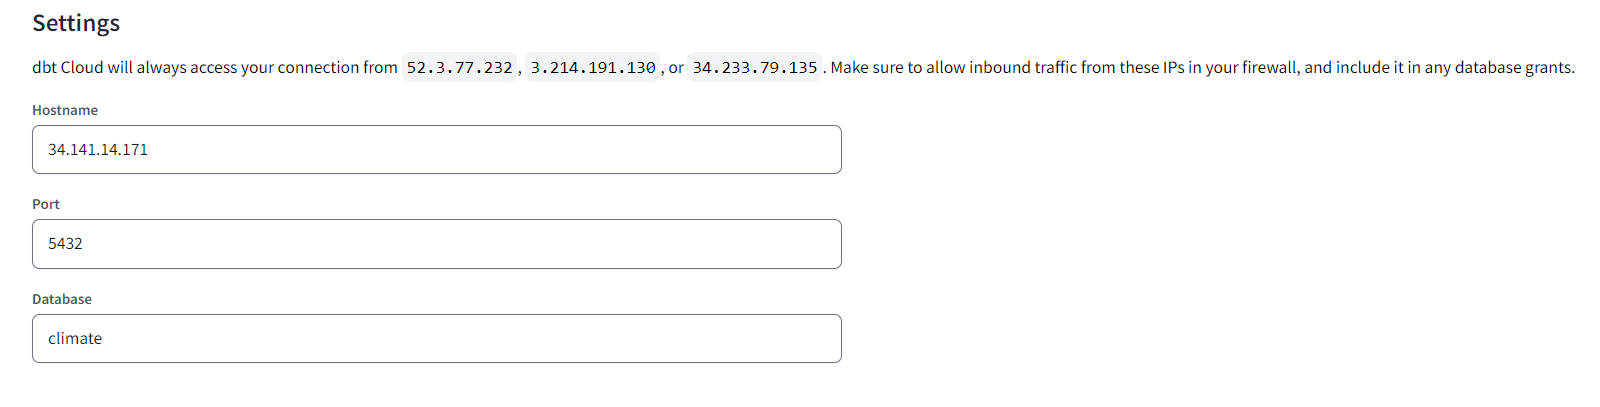 Settings
dbt Cloud will always access your connection from 52.3.77.232 , 3.214.191.130 , or 34.233.79.135 . Make sure to allow inbound traffic from these IPs in your firewall, and include it in any database grants.
Hostname
34.141.14.171
Port
5432
Database
climate